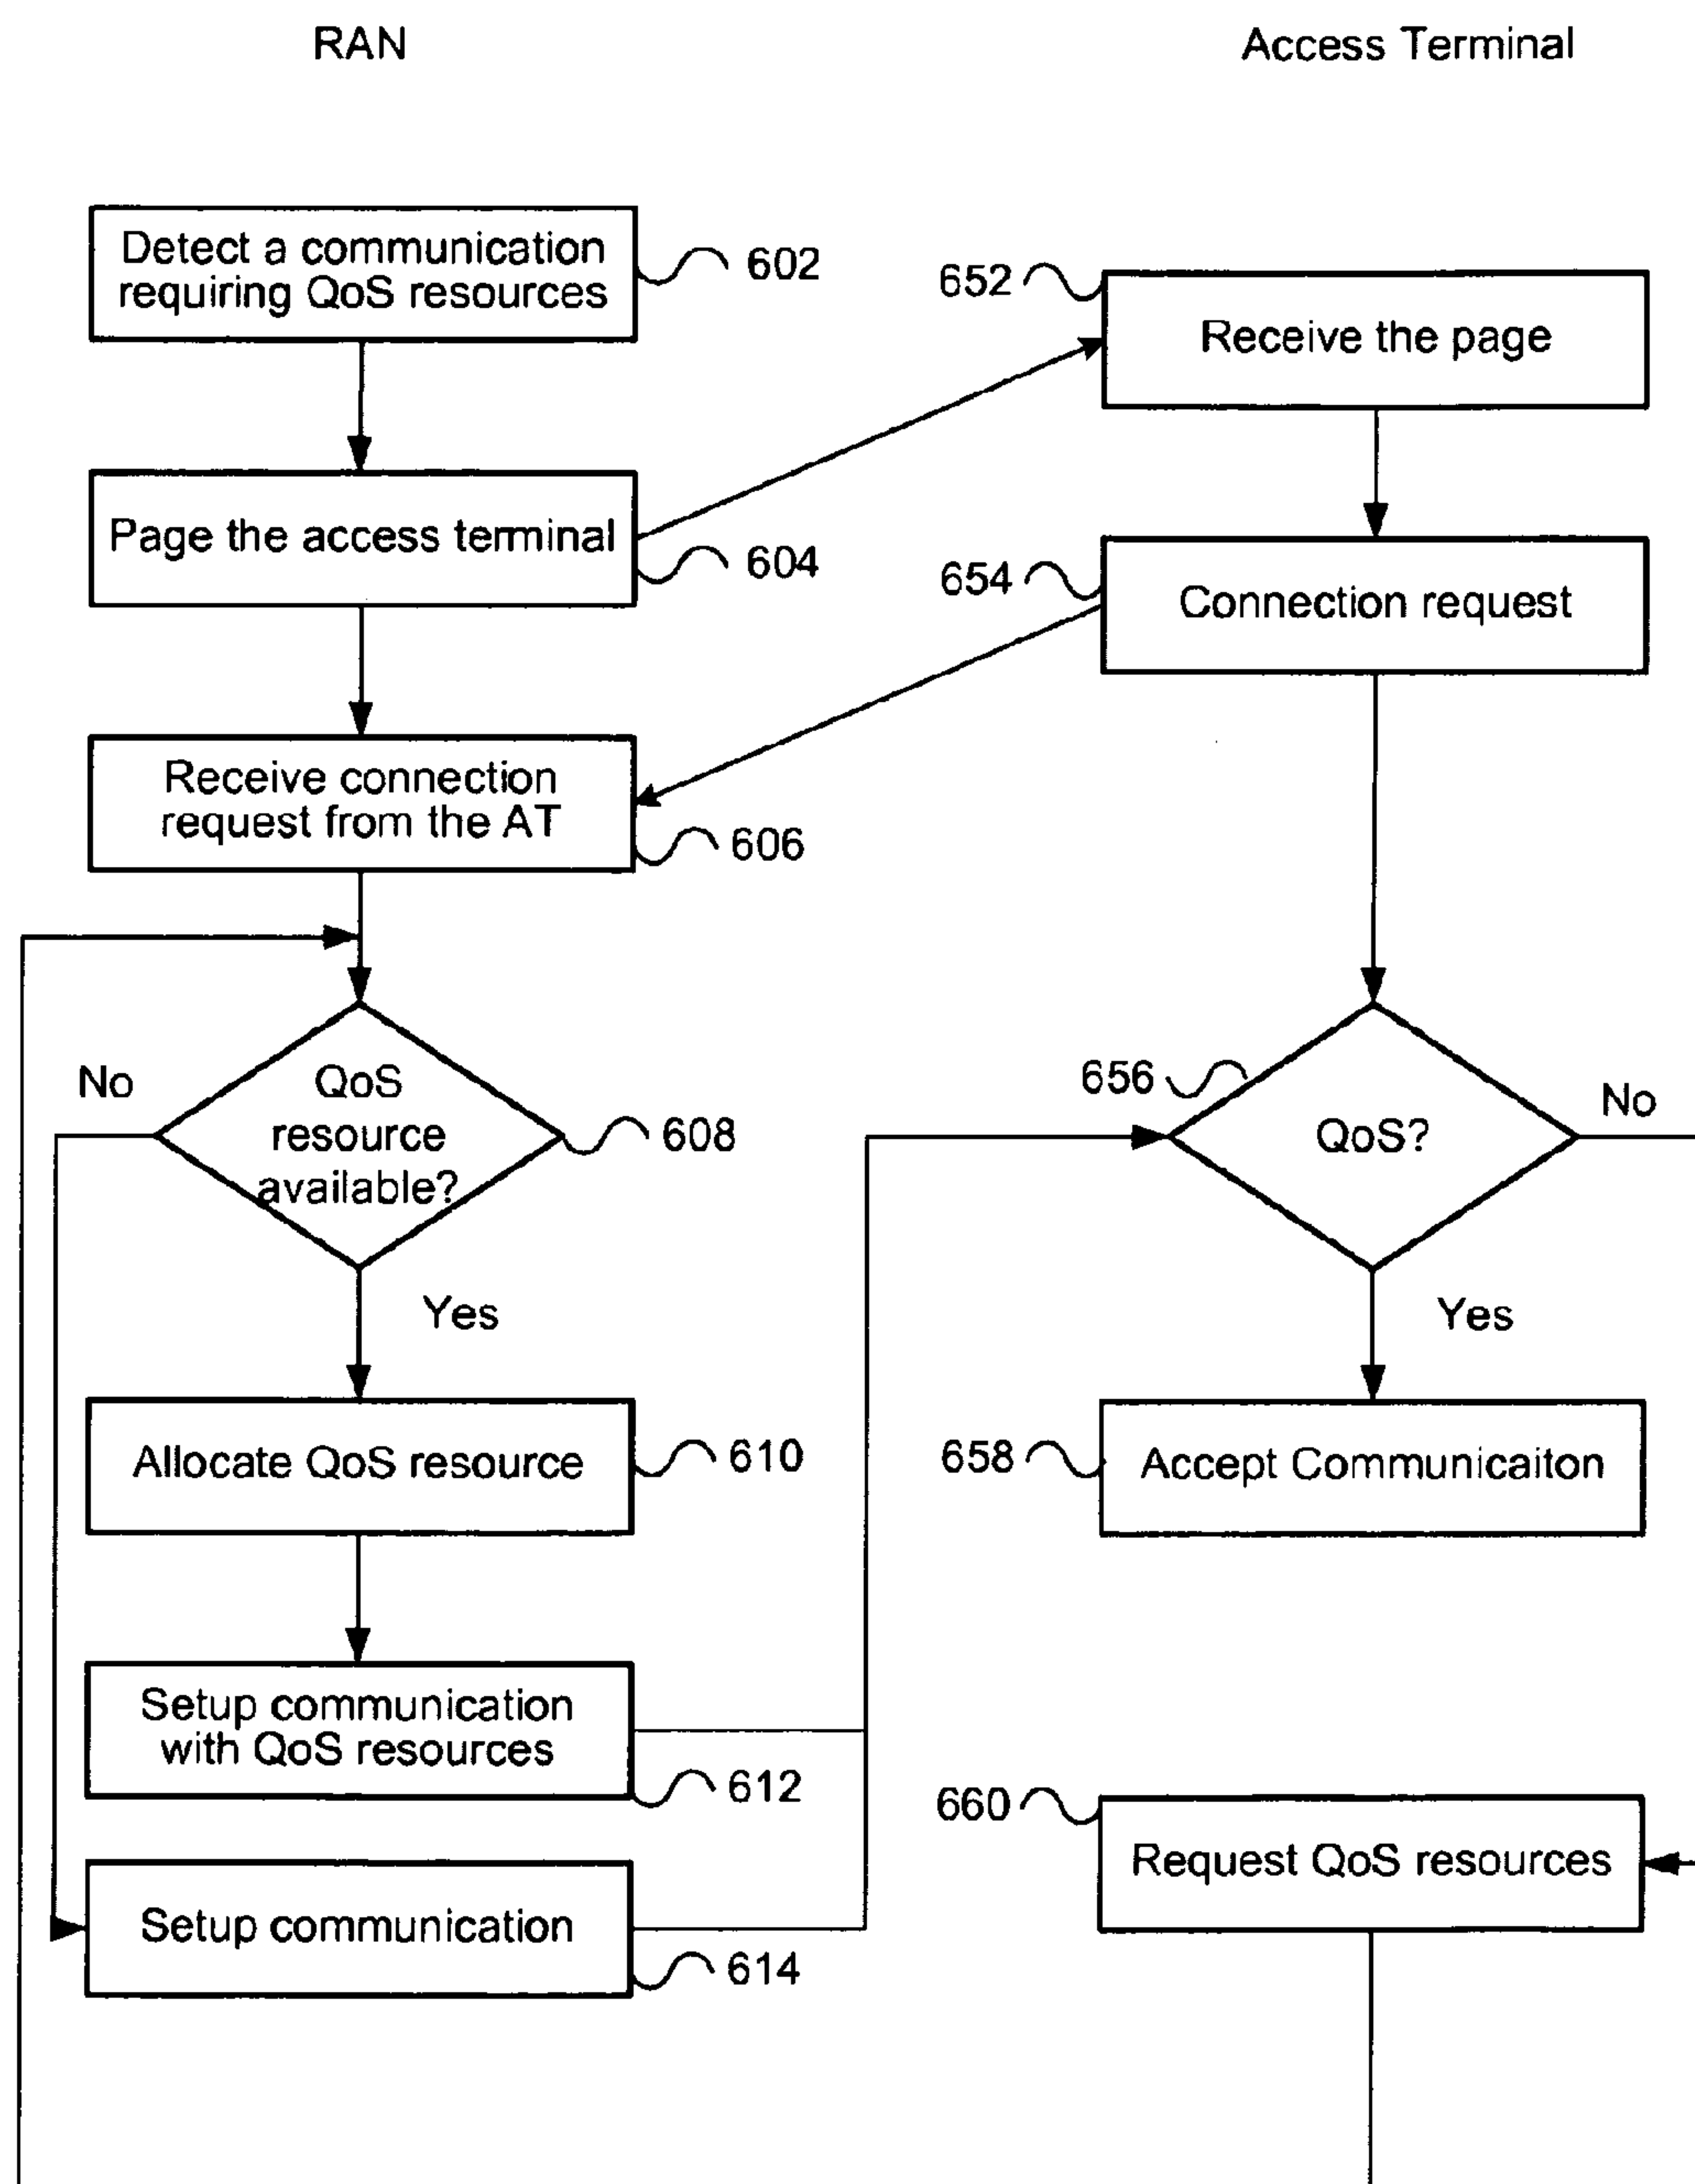 RAN
Access Terminal
Detect a communication
requiring QoS resources
602
652
Receive the page
Page the access terminal
604
654
Connection request
Receive connection
request from the AT
606
No
QoS
resource
available?
608
656
QoS?
No
Yes
Yes
Allocate QoS resource
610
658
Accept Communicaiton
Setup communication
with QoS resources
612
660
Request QoS resources
Setup communication
614